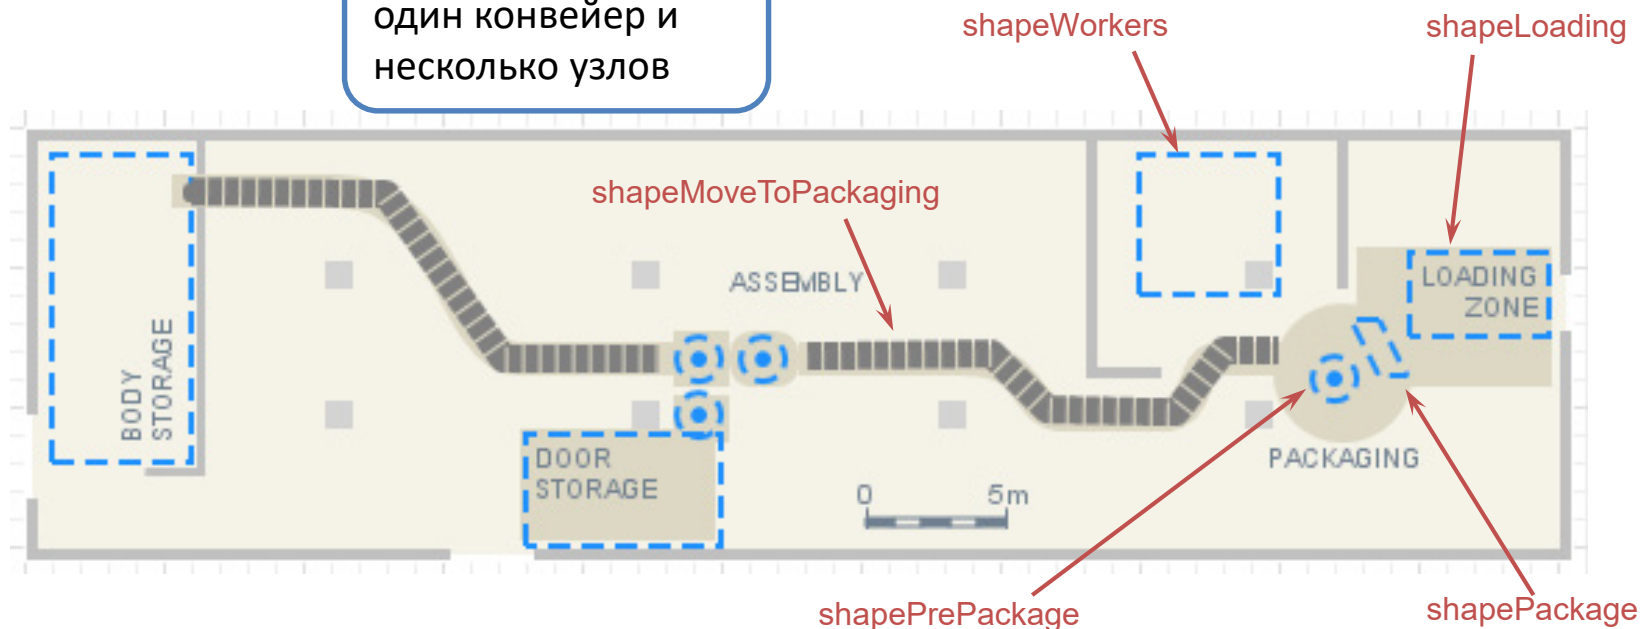 один конвейер и
несколько узлов
shapeWorkers
shapeLoading
shapeMoveToPackaging
ASSEMBLY
LOADING
ZONE
BODY
STORAGE
DOOR
STORAGE
0 5m
PACKAGING
shapePrePackage
shapePackage